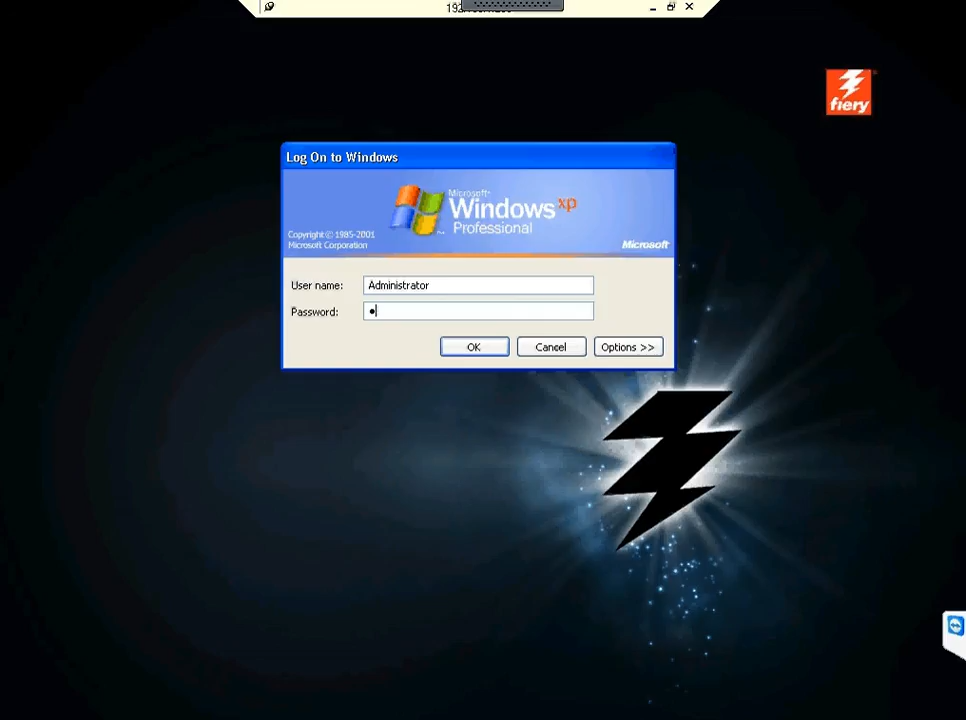 fiery
Log On to Windows
Microsoft®
Windows xp
Professional
Copyright © 1985-2001
Microsoft Corporation
Microsoft
User name:
Administrator
Password:
OK
Cancel
Options >>